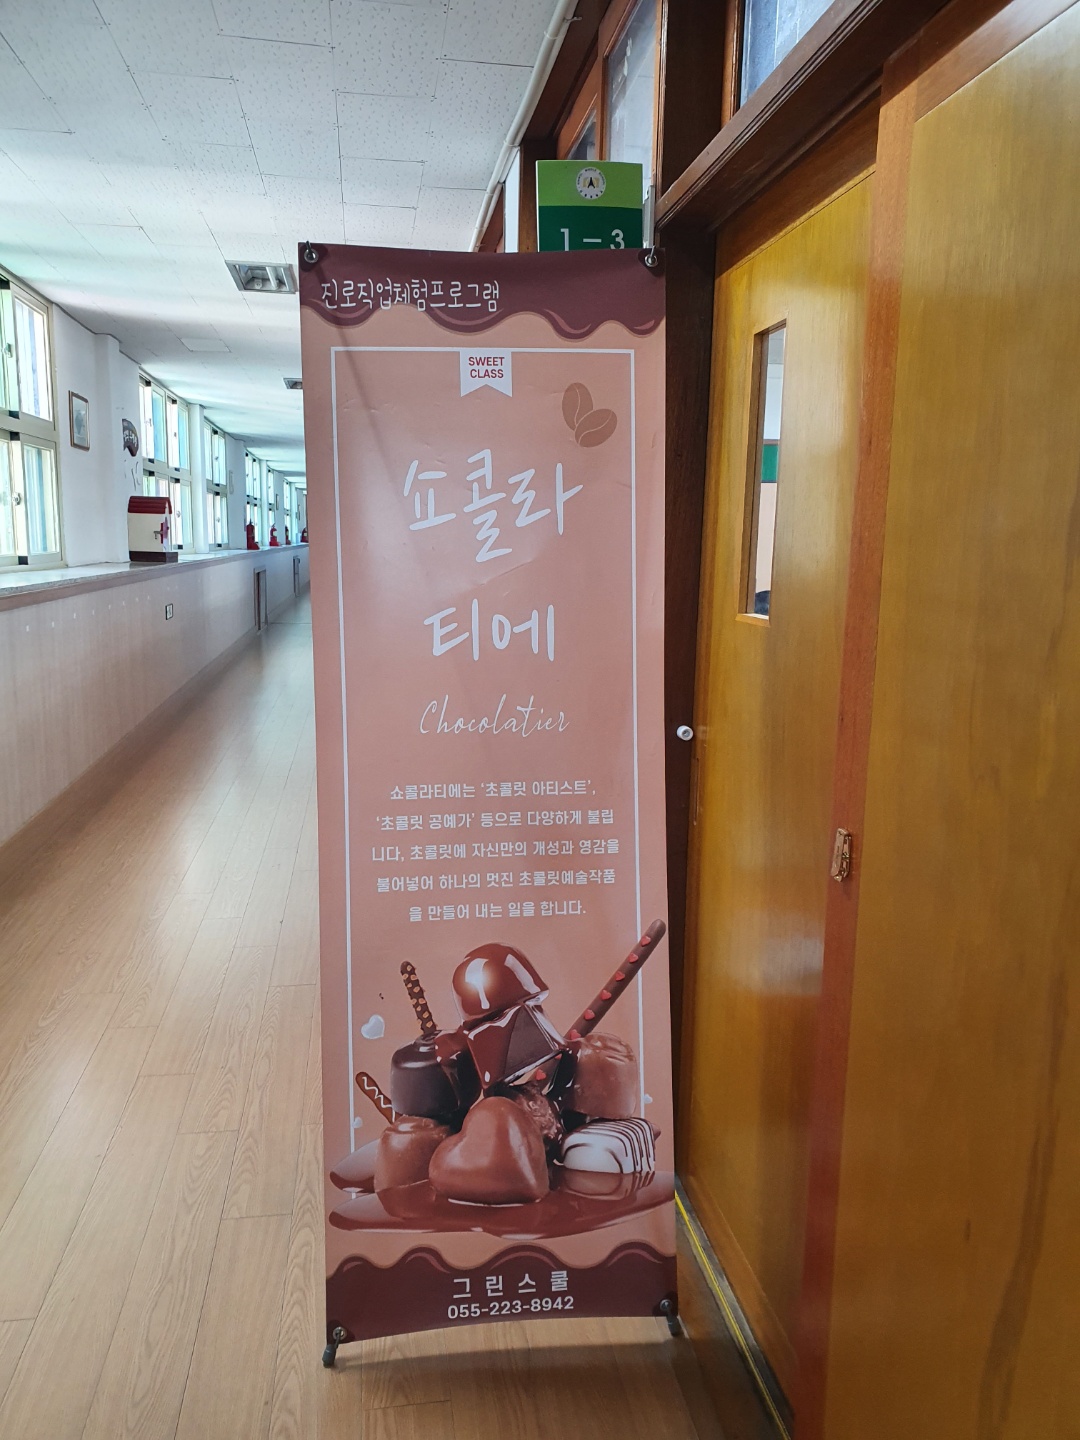 1-3
진로직업체험프로그램
SWEET
CLASS
쇼콜라
티에
Chocolatier
쇼콜라티에는 '초콜릿 아티스트',
'초콜릿 공예가' 등으로 다양하게 불립
니다, 초콜릿에 자신만의 개성과 영감을
불어넣어 하나의 멋진 초콜릿예술작품
을 만들어 내는 일을 합니다.
그린스쿨
055-223-8942